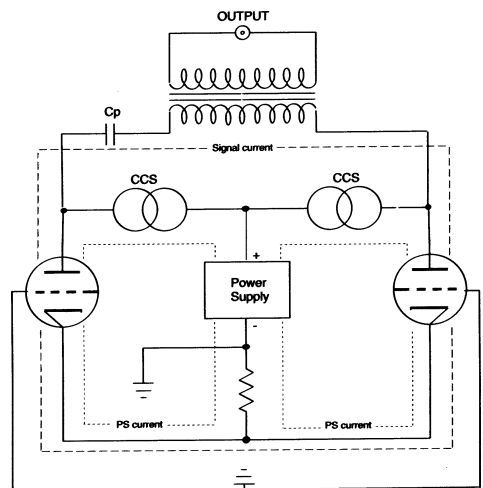 OUTPUT
Cp
Signal current
CCS
CCS
+
Power
Supply
-
PS current
PS current